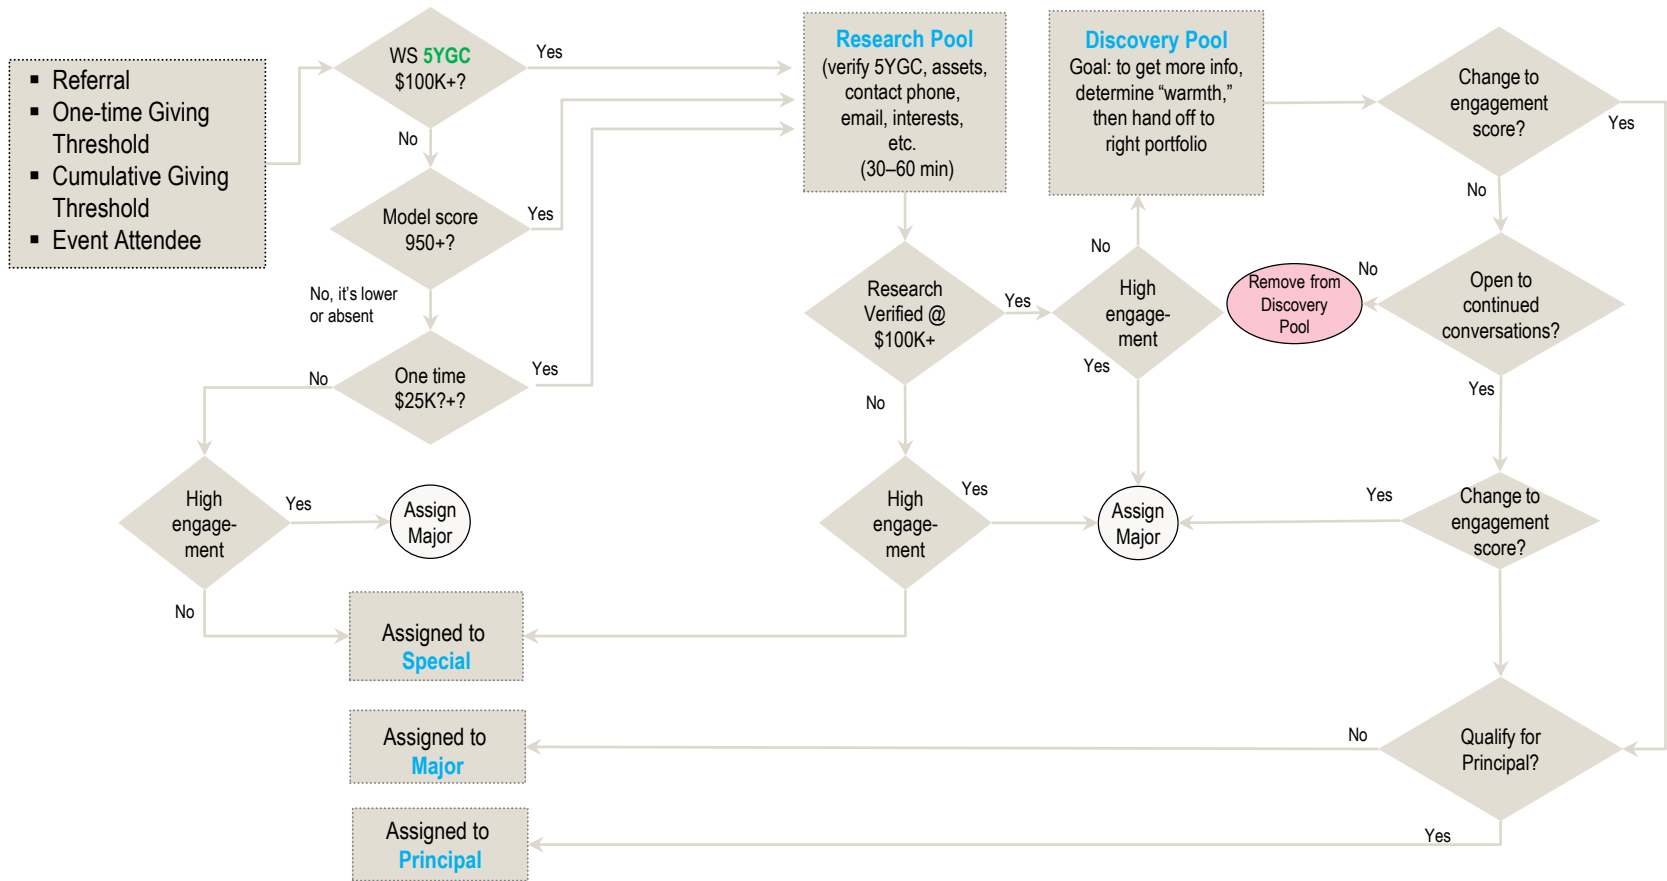 ▪ Referral
▪ One-time Giving
Threshold
▪ Cumulative Giving
Threshold
▪ Event Attendee
WS 5YGC
$100K+?
Yes
No
Model score
950+?
Yes
No, it's lower
or absent
One time
$25K?+?
Yes
No
High
engage-
ment
Yes
Assign
Major
No
Research Pool
(verify 5YGC, assets,
contact phone,
email, interests,
etc.
(30–60 min)
Research
Verified @
$100K+
Yes
No
High
engage-
ment
Yes
Discovery Pool
Goal: to get more info,
determine “warmth,”
then hand off to
right portfolio
No
High
engage-
ment
Yes
Assign
Major
Change to
engagement
score?
Yes
No
Open to
continued
conversations?
No
Remove from
Discovery
Pool
Yes
Change to
engagement
score?
Yes
Qualify for
Principal?
No
Yes
Assigned to
Special
Assigned to
Major
Assigned to
Principal